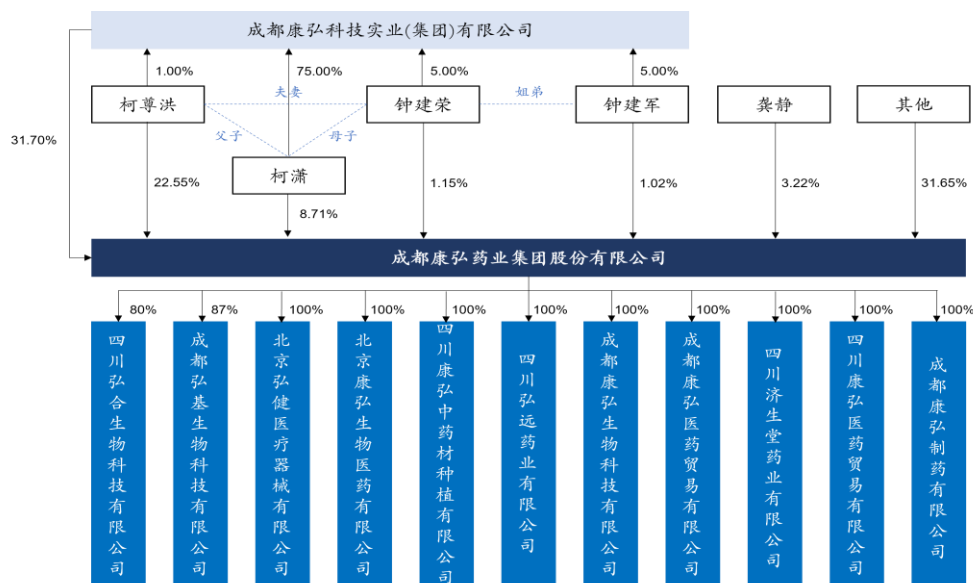 成都康弘科技实业(集团)有限公司
1.00%
75.00%
5.00%
5.00%
柯尊洪
夫妻
钟建荣
姐弟
钟建军
龚静
其他
31.70%
父子
母子
柯潇
22.55%
8.71%
1.15%
1.02%
3.22%
31.65%
成都康弘药业集团股份有限公司
80%
87%
100%
100%
100%
100%
100%
100%
100%
100%
100%
四川弘合生物科技有限公司
成都弘基生物科技有限公司
北京弘健医疗器械有限公司
北京康弘生物医药有限公司
四川康弘中药材种植有限公司
四川弘远药业有限公司
成都康弘生物科技有限公司
成都康弘医药贸易有限公司
四川济生堂药业有限公司
四川康弘医药贸易有限公司
成都康弘制药有限公司